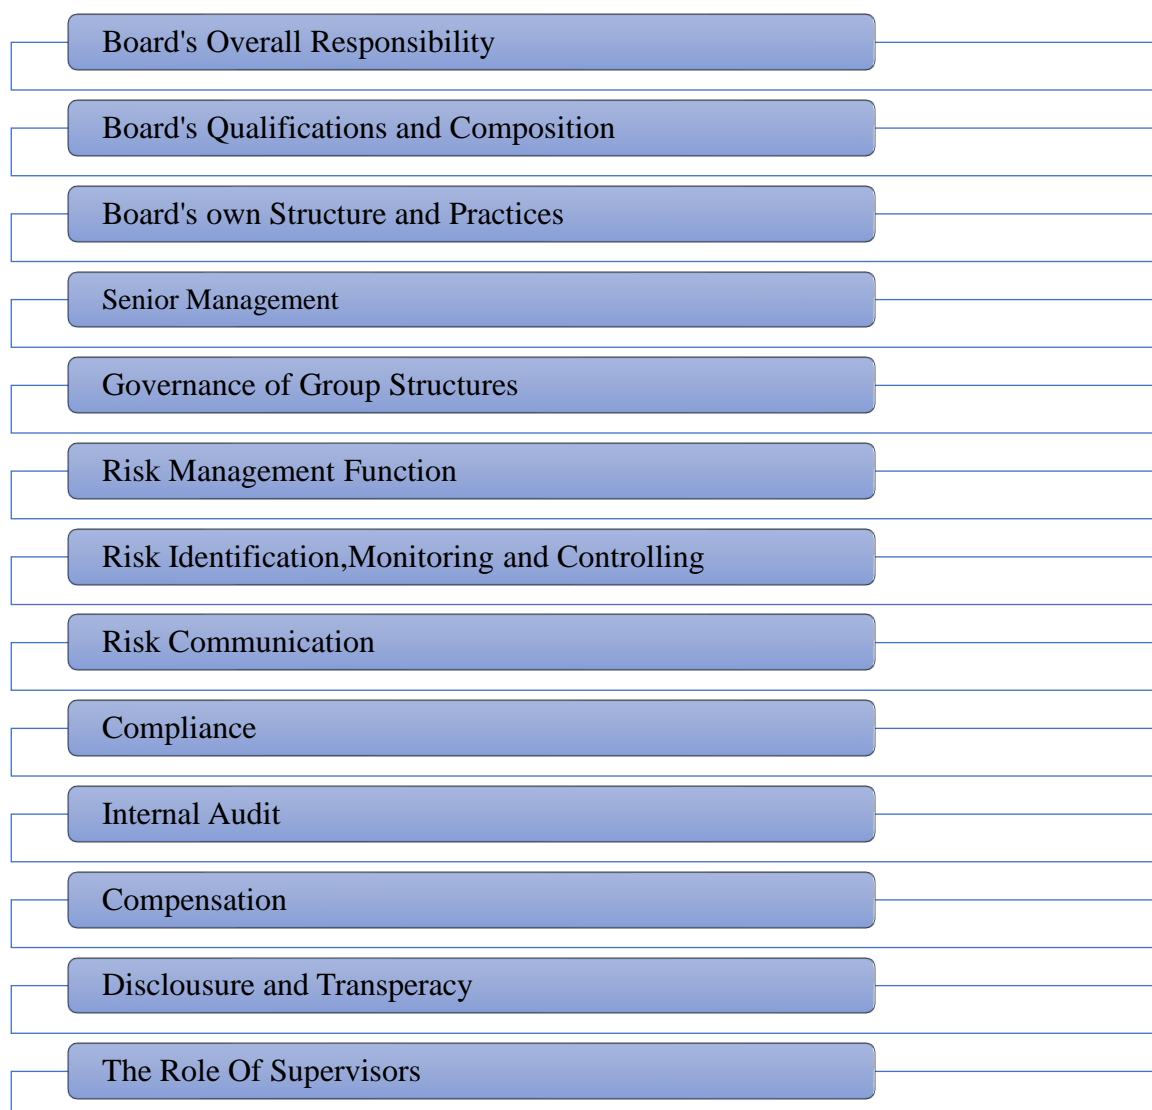 Board's Overall Responsibility
Board's Qualifications and Composition
Board's own Structure and Practices
Senior Management
Governance of Group Structures
Risk Management Function
Risk Identification,Monitoring and Controlling
Risk Communication
Compliance
Internal Audit
Compensation
Disclousure and Transperacy
The Role Of Supervisors